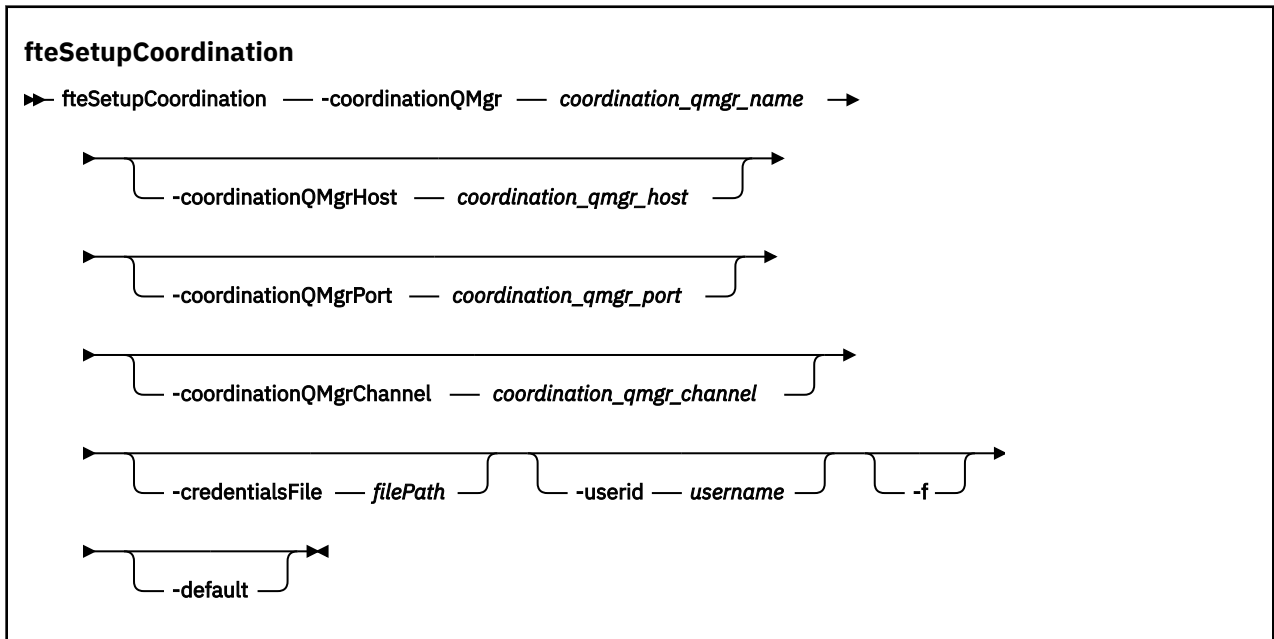 fteSetupCoordination
fteSetupCoordination -coordinationQMgr coordination_qmgr_name
-coordinationQMgrHost coordination_qmgr_host
-coordinationQMgrPort coordination_qmgr_port
-coordinationQMgrChannel coordination_qmgr_channel
-credentialsFile filePath -userid username -f
-default